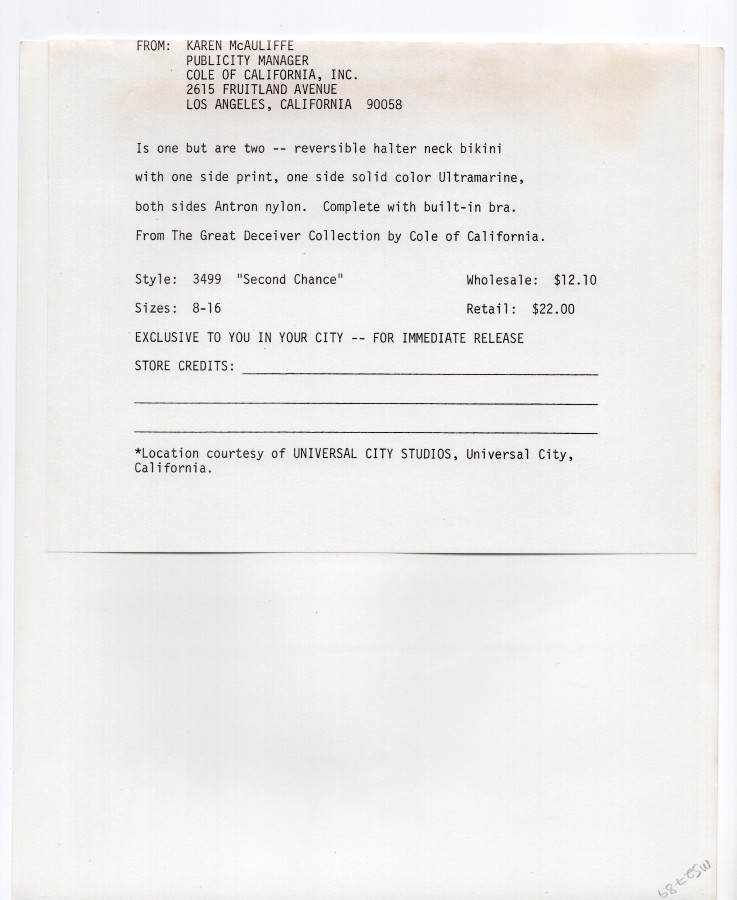 FROM: KAREN McAULIFFE
PUBLICITY MANAGER
COLE OF CALIFORNIA, INC.
2615 FRUITLAND AVENUE
LOS ANGELES, CALIFORNIA 90058
Is one but are two -- reversible halter neck bikini
with one side print, one side solid color Ultramarine,
both sides Antron nylon. Complete with built-in bra.
From The Great Deceiver Collection by Cole of California.
Style: 3499 "Second Chance" Wholesale: $12.10
Sizes: 8-16 Retail: $22.00
EXCLUSIVE TO YOU IN YOUR CITY -- FOR IMMEDIATE RELEASE
STORE CREDITS:
*Location courtesy of UNIVERSAL CITY STUDIOS, Universal City,
California.